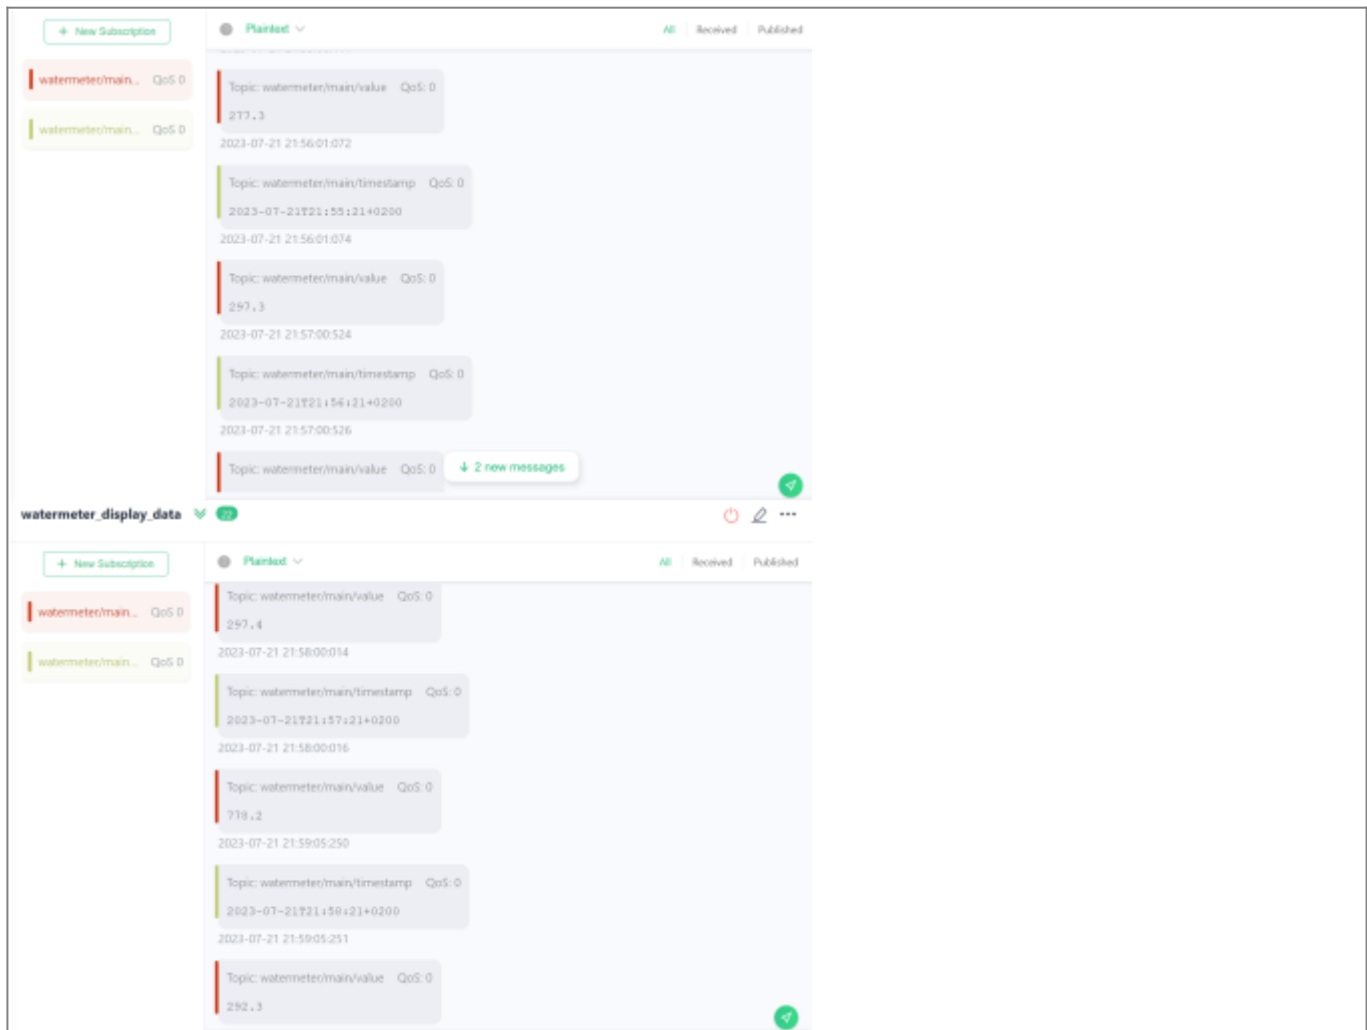 + New Subscription
Plaintext
All Received Published
watermeter/main... QoS 0
watermeter/main... QoS 0
Topic: watermeter/main/value QoS: 0
277.3
2023-07-21 21:56:01:072
Topic: watermeter/main/timestamp QoS: 0
2023-07-21T21:55:21+0200
2023-07-21 21:56:01:074
Topic: watermeter/main/value QoS: 0
297.3
2023-07-21 21:57:00:524
Topic: watermeter/main/timestamp QoS: 0
2023-07-21T21:56:21+0200
2023-07-21 21:57:00:526
Topic: watermeter/main/value QoS: 0
↓ 2 new messages
watermeter_display_data 22
+ New Subscription
Plaintext
All Received Published
watermeter/main... QoS 0
watermeter/main... QoS 0
Topic: watermeter/main/value QoS: 0
297.4
2023-07-21 21:58:00:014
Topic: watermeter/main/timestamp QoS: 0
2023-07-21T21:57:21+0200
2023-07-21 21:58:00:016
Topic: watermeter/main/value QoS: 0
778.2
2023-07-21 21:59:05:250
Topic: watermeter/main/timestamp QoS: 0
2023-07-21T21:58:21+0200
2023-07-21 21:59:05:251
Topic: watermeter/main/value QoS: 0
292.3